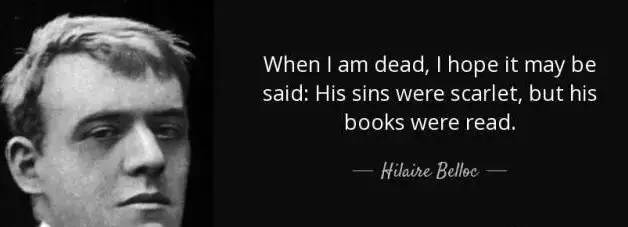 When I am dead, I hope it may be
said: His sins were scarlet, but his
books were read.
— Hilaire Belloc —